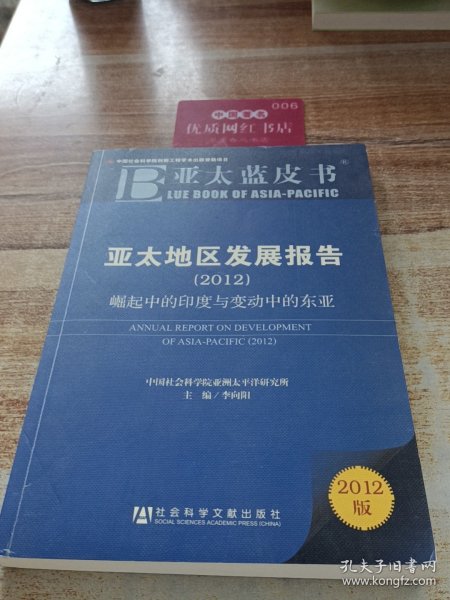 006
中国著名
优质网红书店
中国社会科学院创新工程学术出版资助项目
B 亚太蓝皮书®
LUE BOOK OF ASIA-PACIFIC
亚太地区发展报告
(2012)
崛起中的印度与变动中的东亚
ANNUAL REPORT ON DEVELOPMENT
OF ASIA-PACIFIC (2012)
中国社会科学院亚洲太平洋研究所
主 编/李向阳
2012
版
社会科学文献出版社
SOCIAL SCIENCES ACADEMIC PRESS (CHINA)
孔夫子旧书网
www.kongfz.com